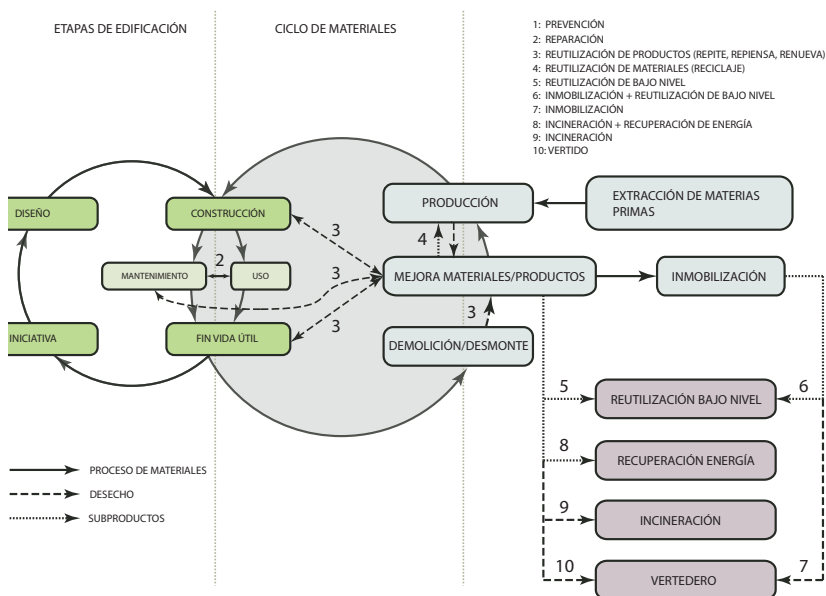 ETAPAS DE EDIFICACIÓN
CICLO DE MATERIALES
1: PREVENCIÓN
2: REPARACIÓN
3: REUTILIZACIÓN DE PRODUCTOS (REPITE, REPIENSA, RENUEVA)
4: REUTILIZACIÓN DE MATERIALES (RECICLAJE)
5: REUTILIZACIÓN DE BAJO NIVEL
6: INMOBILIZACIÓN + REUTILIZACIÓN DE BAJO NIVEL
7: INMOBILIZACIÓN
8: INCINERACIÓN + RECUPERACIÓN DE ENERGÍA
9: INCINERACIÓN
10: VERTIDO
DISEÑO
CONSTRUCCIÓN
PRODUCCIÓN
EXTRACCIÓN DE MATERIAS
PRIMAS
3
4
2
MANTENIMIENTO
USO
3
MEJORA MATERIALES/PRODUCTOS
INMOBILIZACIÓN
3
3
INICIATIVA
FIN VIDA ÚTIL
DEMOLICIÓN/DESMONTE
5
REUTILIZACIÓN BAJO NIVEL
6
8
RECUPERACIÓN ENERGÍA
PROCESO DE MATERIALES
DESECHO
SUBPRODUCTOS
9
INCINERACIÓN
10
VERTEDERO
7